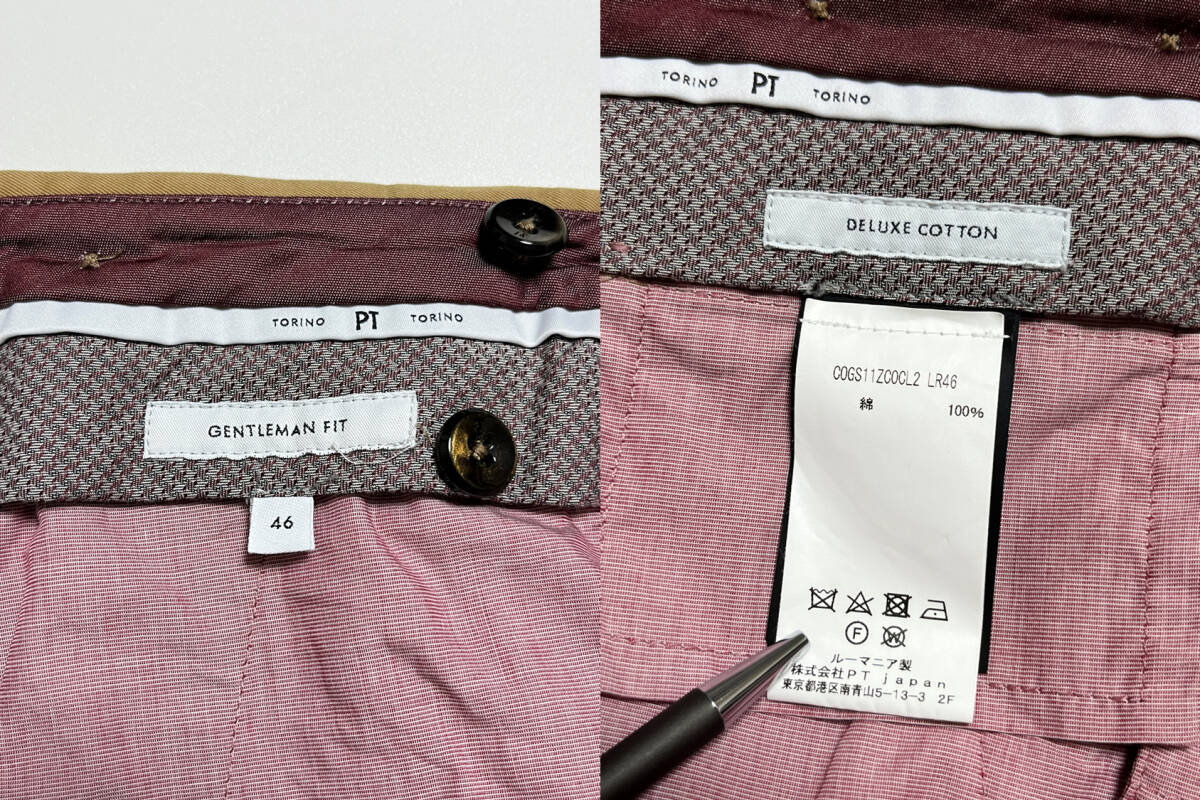 TORINO PT TORINO
GENTLEMAN FIT
46
TORINO PT TORINO
DELUXE COTTON
COGS11ZCOCL2 LR46
綿 100%
F W
ルーマニア製
株式会社PT japan
東京都港区南青山5-13-3 2F